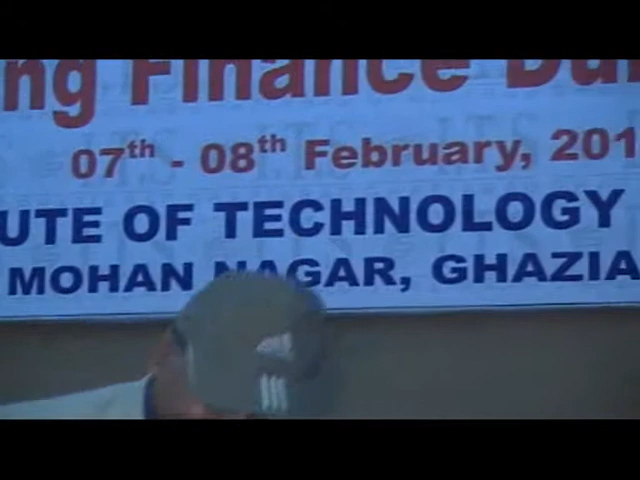 ng Finance Du
07th - 08th February, 201
UTE OF TECHNOLOGY
MOHAN NAGAR, GHAZIA